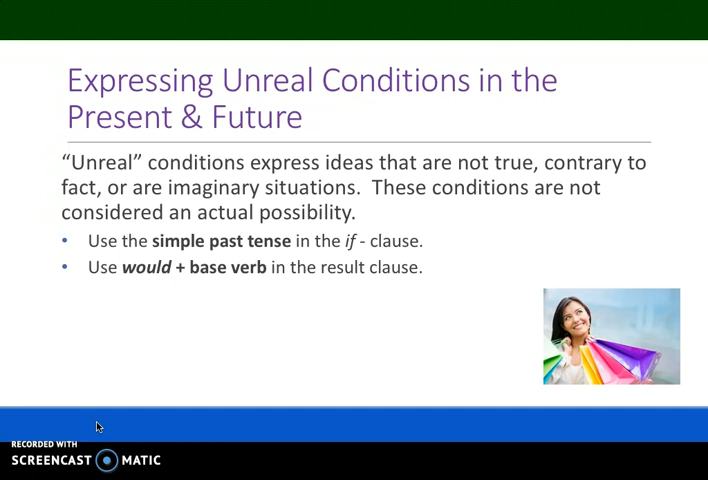 Expressing Unreal Conditions in the
Present & Future
“Unreal” conditions express ideas that are not true, contrary to
fact, or are imaginary situations.  These conditions are not
considered an actual possibility.
• Use the simple past tense in the if - clause.
• Use would + base verb in the result clause.
RECORDED WITH
SCREENCAST MATIC